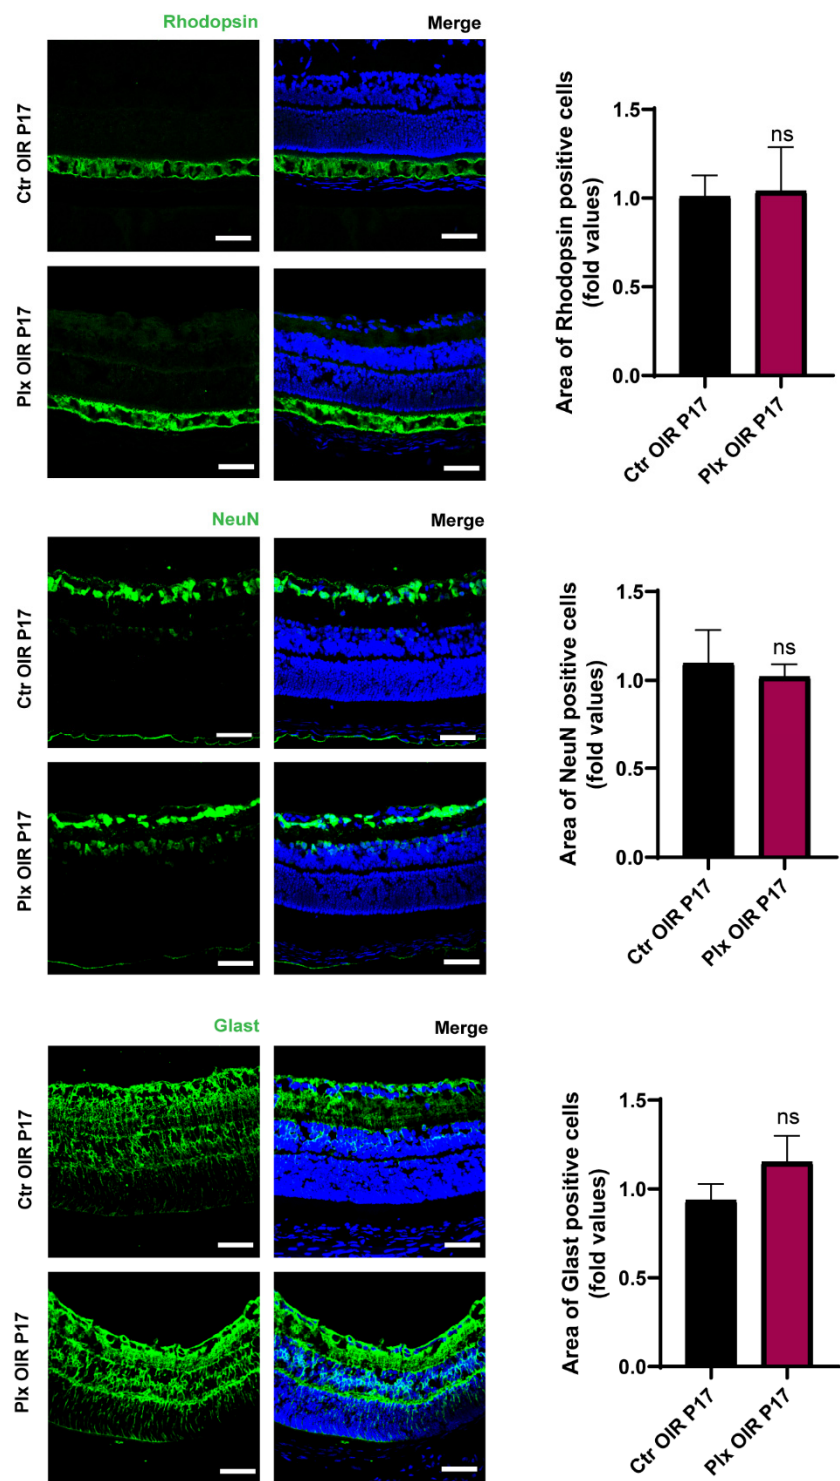 Rhodopsin
Merge
Ctr OIR P17
Plx OIR P17
Area of Rhodopsin positive cells
(fold values)
1.5
1.0
0.5
0.0
ns
Ctr OIR P17
Plx OIR P17
NeuN
Merge
Ctr OIR P17
Plx OIR P17
Area of NeuN positive cells
(fold values)
1.5
1.0
0.5
0.0
ns
Ctr OIR P17
Plx OIR P17
Glast
Merge
Ctr OIR P17
Plx OIR P17
Area of Glast positive cells
(fold values)
1.5
1.0
0.5
0.0
ns
Ctr OIR P17
Plx OIR P17